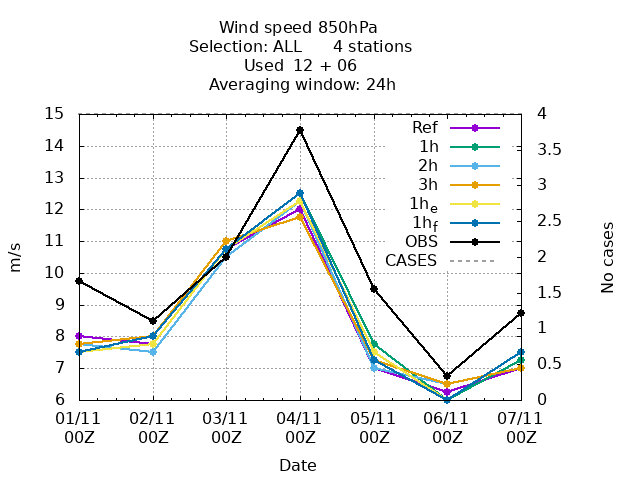 Wind speed 850hPa
Selection: ALL 4 stations
Used 12 + 06
Averaging window: 24h
15
14
13
12
11
10
9
8
7
6
m/s
4
3.5
3
2.5
2
1.5
1
0.5
0
No cases
Ref
1h
2h
3h
1he
1hf
OBS
CASES
01/11 02/11 03/11 04/11 05/11 06/11 07/11
00Z 00Z 00Z 00Z 00Z 00Z 00Z
Date